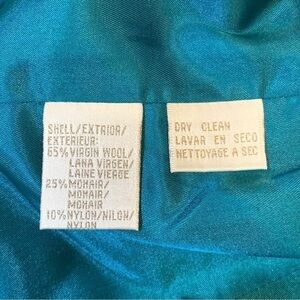 SHELL/EXTRIOR/
EXTERIEUR:
65% VIRGIN WOOL/
LANA VIRGEN/
LAINE VIERGE
25% MOHAIR/
MOHAIR/
MOHAIR
10% NYLON/NILON/
NYLON
DRY CLEAN
LAVAR EN SECO
NETTOYAGE A SEC